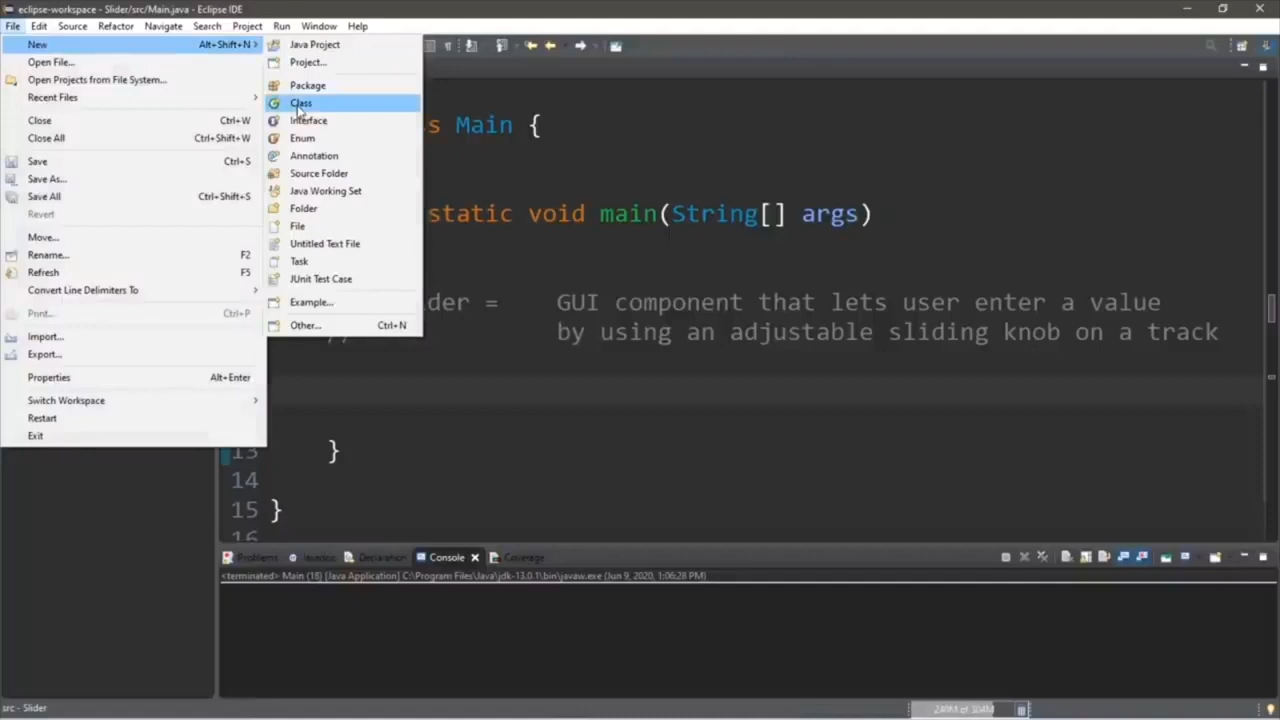 eclipse-workspace - Slider/src/Main.java - Eclipse IDE
File Edit Source Refactor Navigate Search Project Run Window Help
New Alt+Shift+N
Open File...
Open Projects from File System...
Recent Files
Close Ctrl+W
Close All Ctrl+Shift+W
Save Ctrl+S
Save As...
Save All Ctrl+Shift+S
Revert
Move...
Rename... F2
Refresh F5
Convert Line Delimiters To
Print... Ctrl+P
Import...
Export...
Properties Alt+Enter
Switch Workspace
Restart
Exit
Java Project
Project...
Package
Class
Interface
Enum
Annotation
Source Folder
Java Working Set
Folder
File
Untitled Text File
Task
JUnit Test Case
Example...
Other... Ctrl+N
s Main {
static void main(String[] args)
der = GUI component that lets user enter a value
// by using an adjustable sliding knob on a track
13 }
14
15 }
16
Problems Javadoc Declaration Console Coverage
<terminated> Main (18) [Java Application] C:\Program Files\Java\jdk-13.0.1\bin\javaw.exe (Jun 9, 2020, 1:06:28 PM)
src - Slider